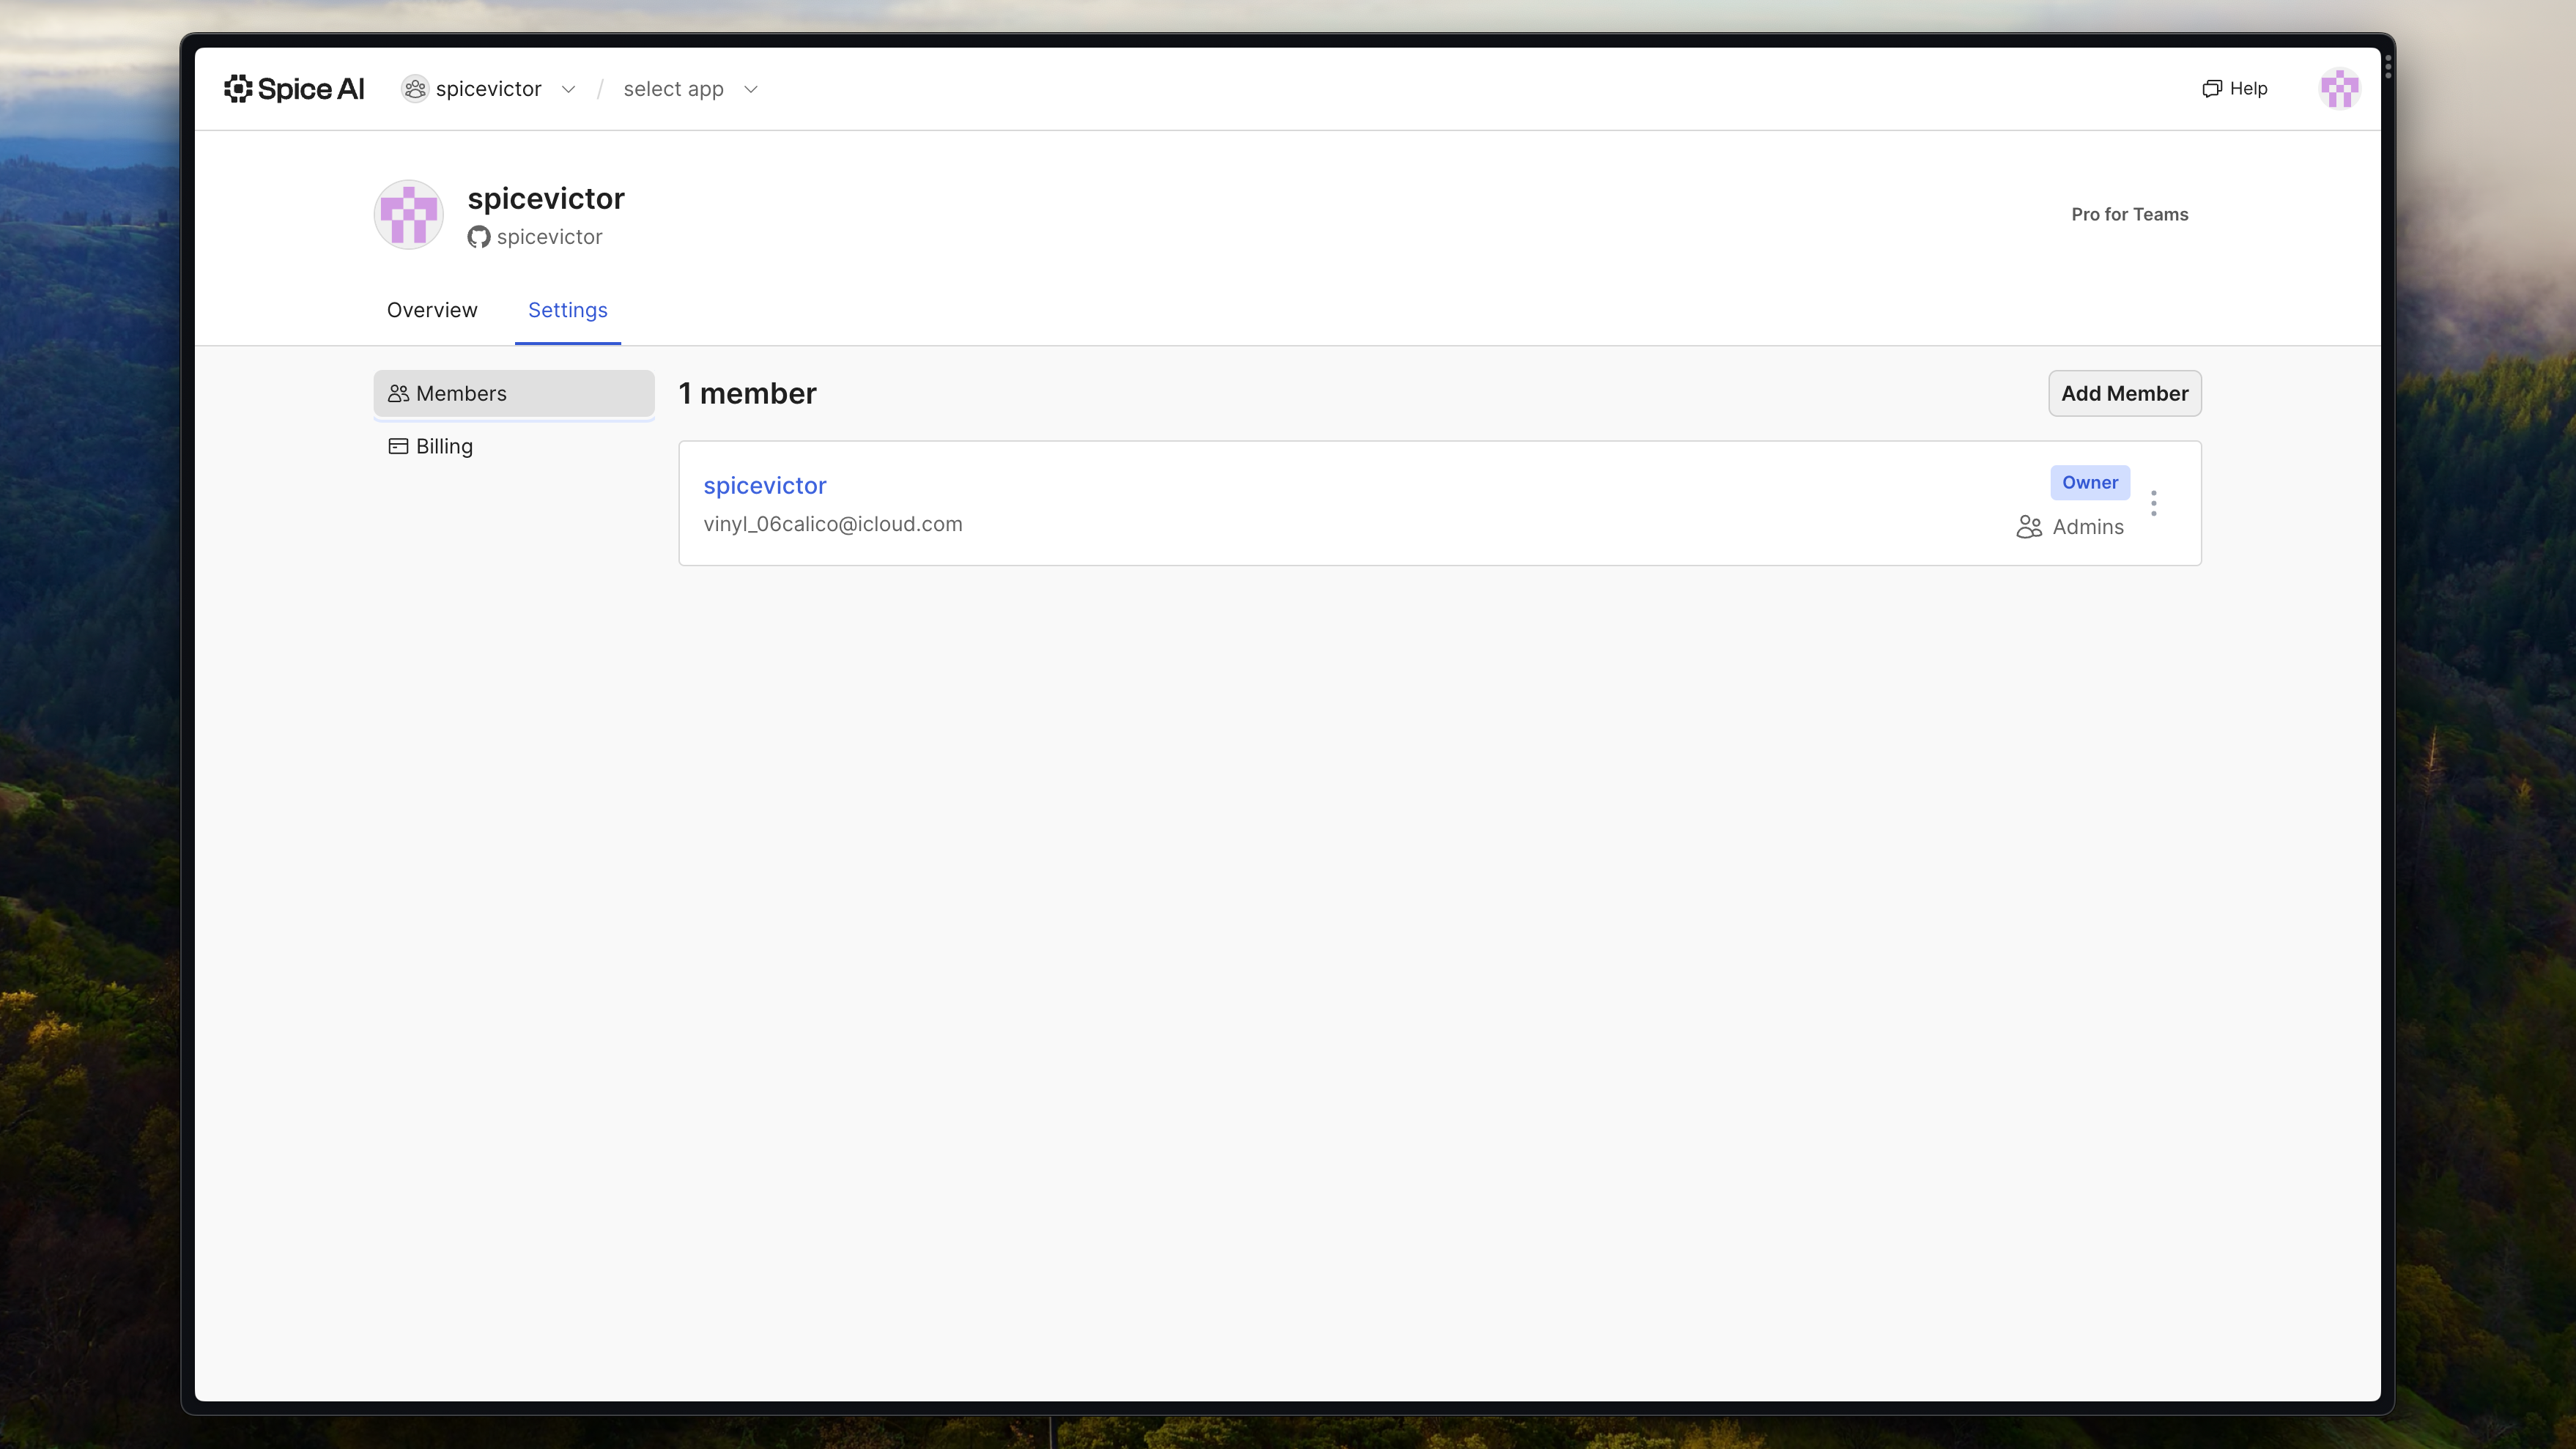 Spice AI
spicevictor / select app
Help
spicevictor
spicevictor
Pro for Teams
Overview
Settings
Members
Billing
1 member
Add Member
spicevictor
vinyl_06calico@icloud.com
Owner
Admins